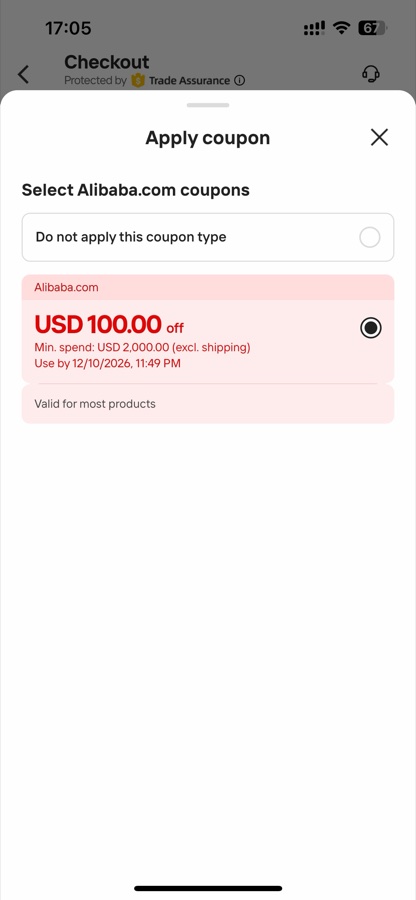 17:05
67
Checkout
Protected by Trade Assurance
Apply coupon
Select Alibaba.com coupons
Do not apply this coupon type
Alibaba.com
USD 100.00 off
Min. spend: USD 2,000.00 (excl. shipping)
Use by 12/10/2026, 11:49 PM
Valid for most products